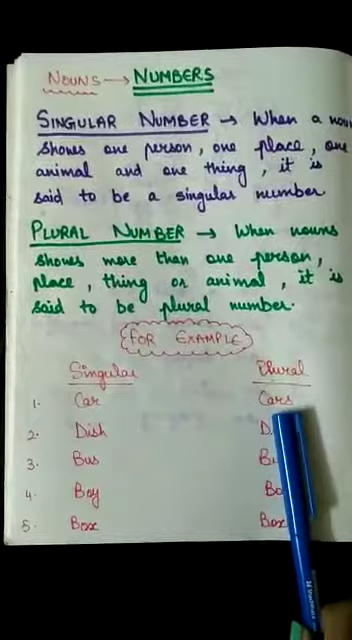 NOUNS → NUMBERS
SINGULAR NUMBER → When a noun
shows one person, one place, one
animal and one thing, it is
said to be a singular number.
PLURAL NUMBER → When nouns
shows more than one person,
place, thing or animal, it is
said to be plural number.
FOR EXAMPLE
Singular Plural
1. Car Cars
2. Dish
3. Bus
4. Boy
5. Box